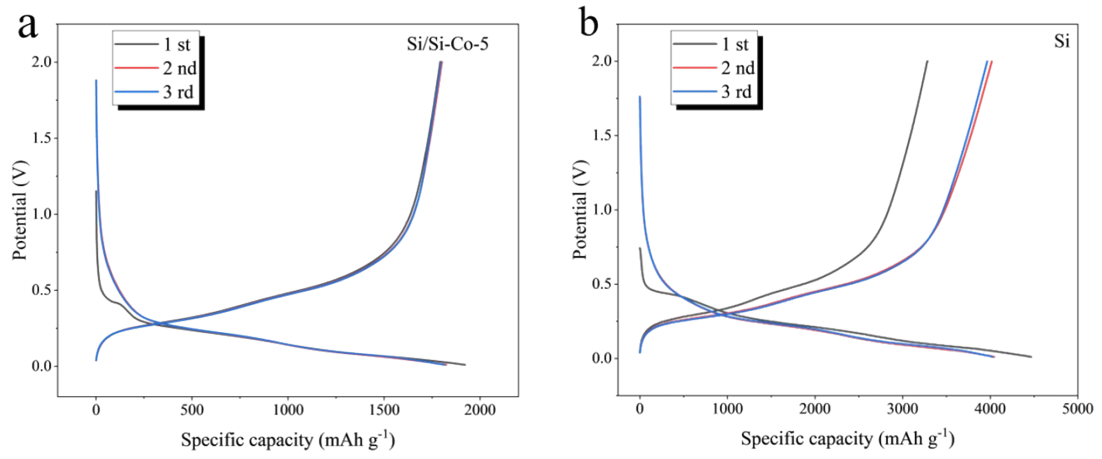 a
Si/Si-Co-5
1 st
2 nd
3 rd
2.0
1.5
1.0
0.5
0.0
Potential (V)
0
500
1000
1500
2000
Specific capacity (mAh g⁻¹)
b
Si
1 st
2 nd
3 rd
2.0
1.5
1.0
0.5
0.0
Potential (V)
0
1000
2000
3000
4000
5000
Specific capacity (mAh g⁻¹)